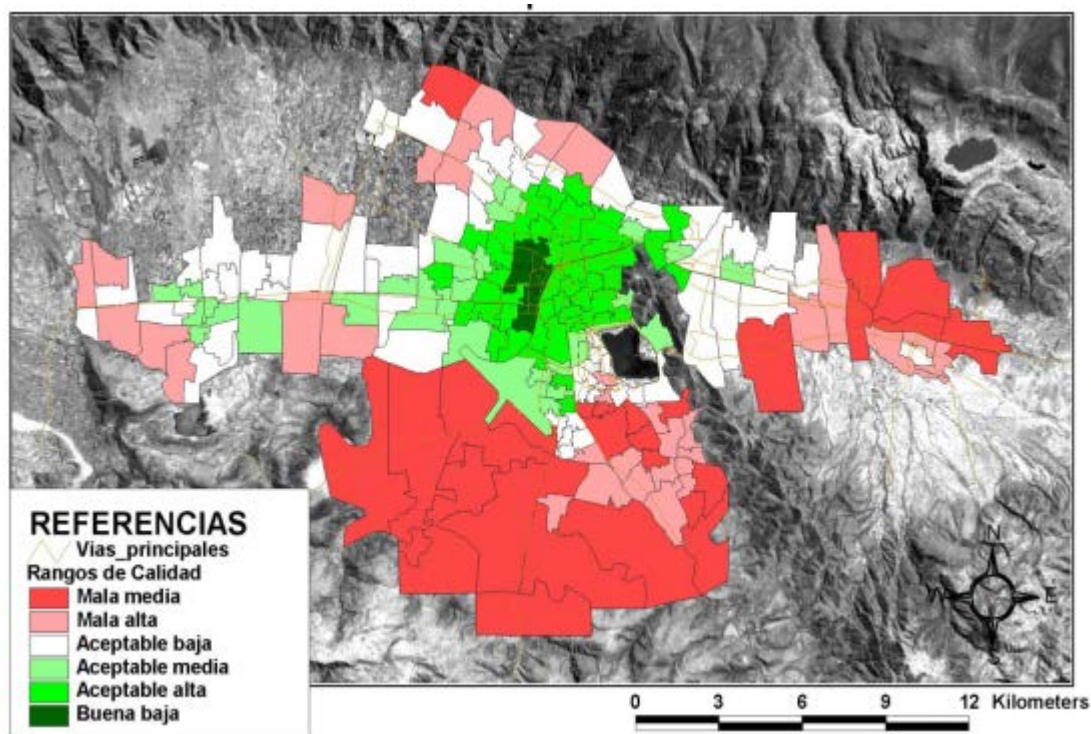 N
W
E
S
REFERENCIAS
Vias_principales
Rangos de Calidad
Mala media
Mala alta
Aceptable baja
Aceptable media
Aceptable alta
Buena baja
0 3 6 9 12 Kilometers